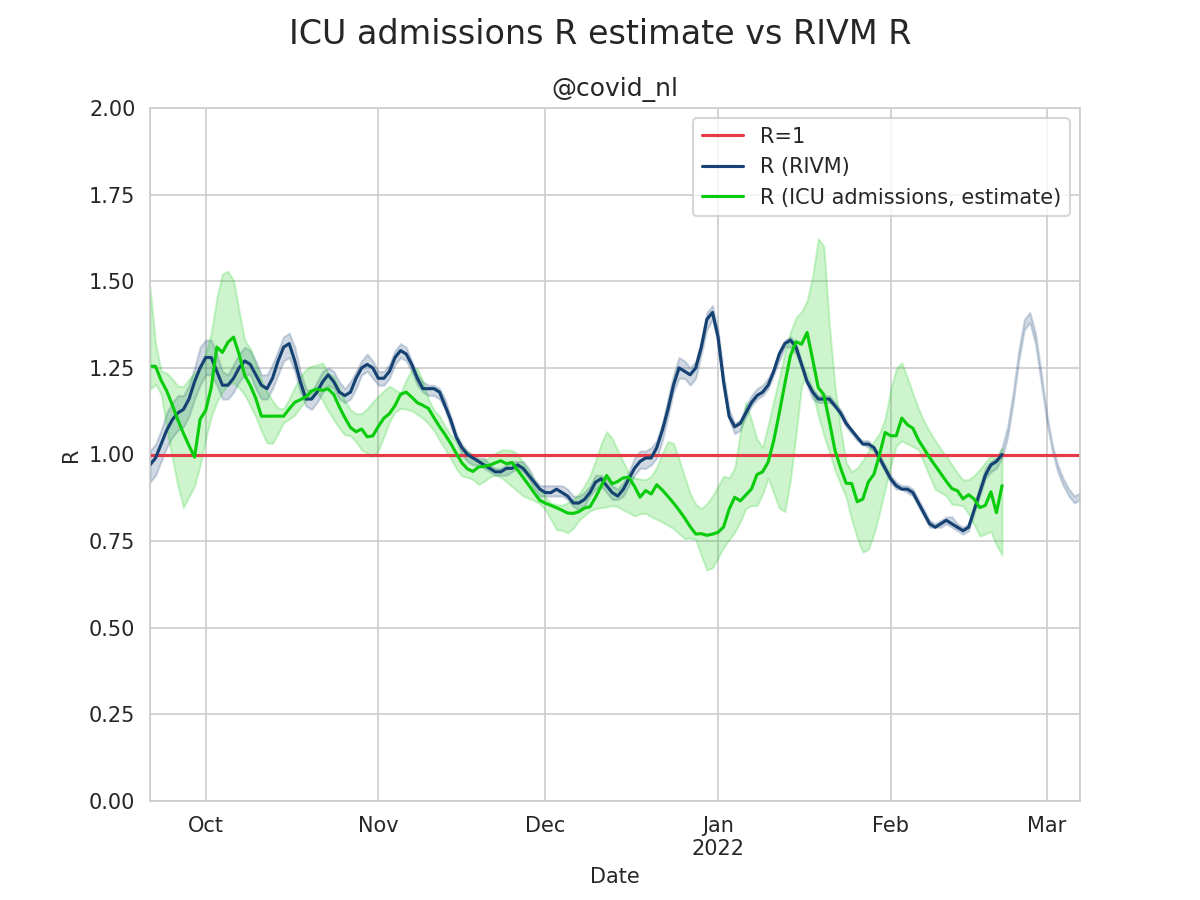 ICU admissions R estimate vs RIVM R
@covid_nl
R=1
R (RIVM)
R (ICU admissions, estimate)
2.00
1.75
1.50
1.25
1.00
0.75
0.50
0.25
0.00
R
Oct
Nov
Dec
Jan
2022
Feb
Mar
Date